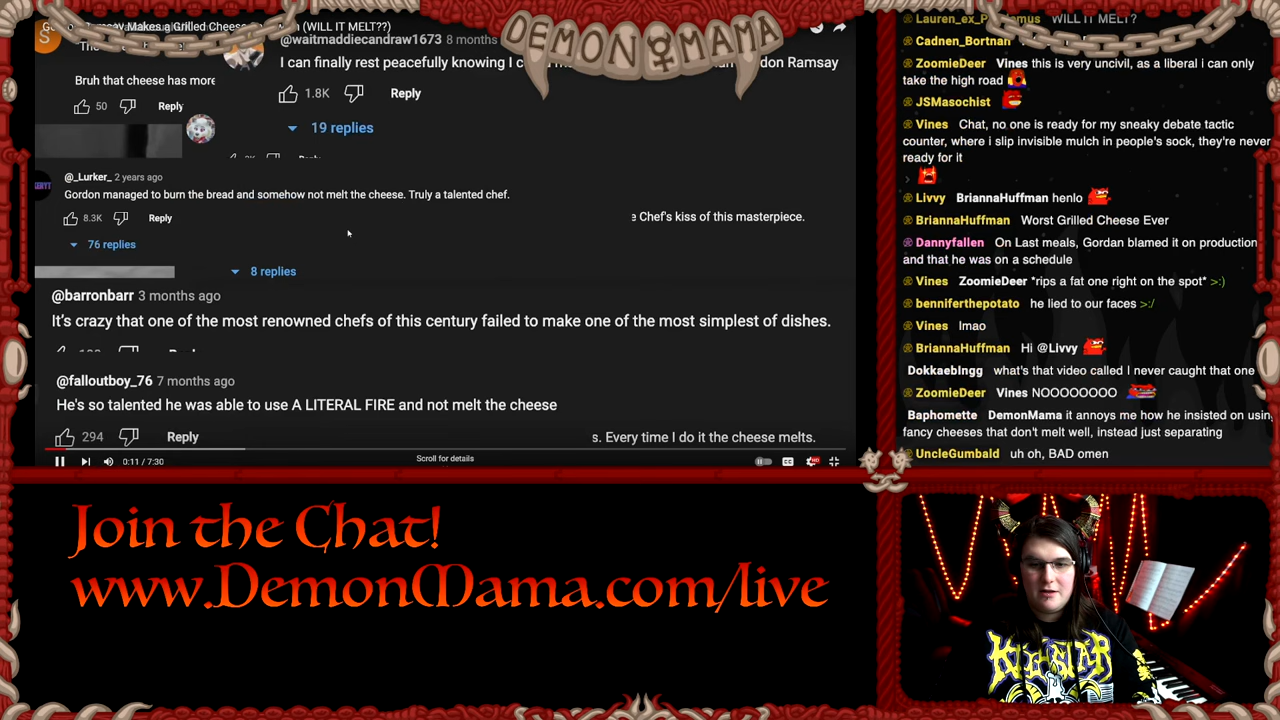 Makes a Grilled Cheese
(WILL IT MELT??)
S
DEMON MAMA
@waitmaddiecandraw1673 8 months
I can finally rest peacefully knowing I c
don Ramsay
Bruh that cheese has more
50
Reply
1.8K
Reply
19 replies
@_Lurker_ 2 years ago
Gordon managed to burn the bread and somehow not melt the cheese. Truly a talented chef.
8.3K
Reply
e Chef's kiss of this masterpiece.
76 replies
8 replies
@barronbarr 3 months ago
It's crazy that one of the most renowned chefs of this century failed to make one of the most simplest of dishes.
@falloutboy_76 7 months ago
He's so talented he was able to use A LITERAL FIRE and not melt the cheese
294
Reply
s. Every time I do it the cheese melts.
0:11 / 7:30
Scroll for details
CC
HD
Join the Chat!
www.DemonMama.com/live
WILL IT MELT?
Cadnen_Bortnan
ZoomieDeer Vines this is very uncivil, as a liberal i can only
take the high road
JSMasochist
Vines Chat, no one is ready for my sneaky debate tactic
counter, where i slip invisible mulch in people's sock, they're never
ready for it
>
Livvy BriannaHuffman henlo
BriannaHuffman Worst Grilled Cheese Ever
Dannyfallen On Last meals, Gordan blamed it on production
and that he was on a schedule
Vines ZoomieDeer *rips a fat one right on the spot* >:)
benniferthepotato he lied to our faces >:/
Vines lmao
BriannaHuffman Hi @Livvy
Dokkaeblngg what's that video called I never caught that one
ZoomieDeer Vines NOOOOOOOO
Baphomette DemonMama it annoys me how he insisted on using
fancy cheeses that don't melt well, instead just separating
UncleGumbald uh oh, BAD omen